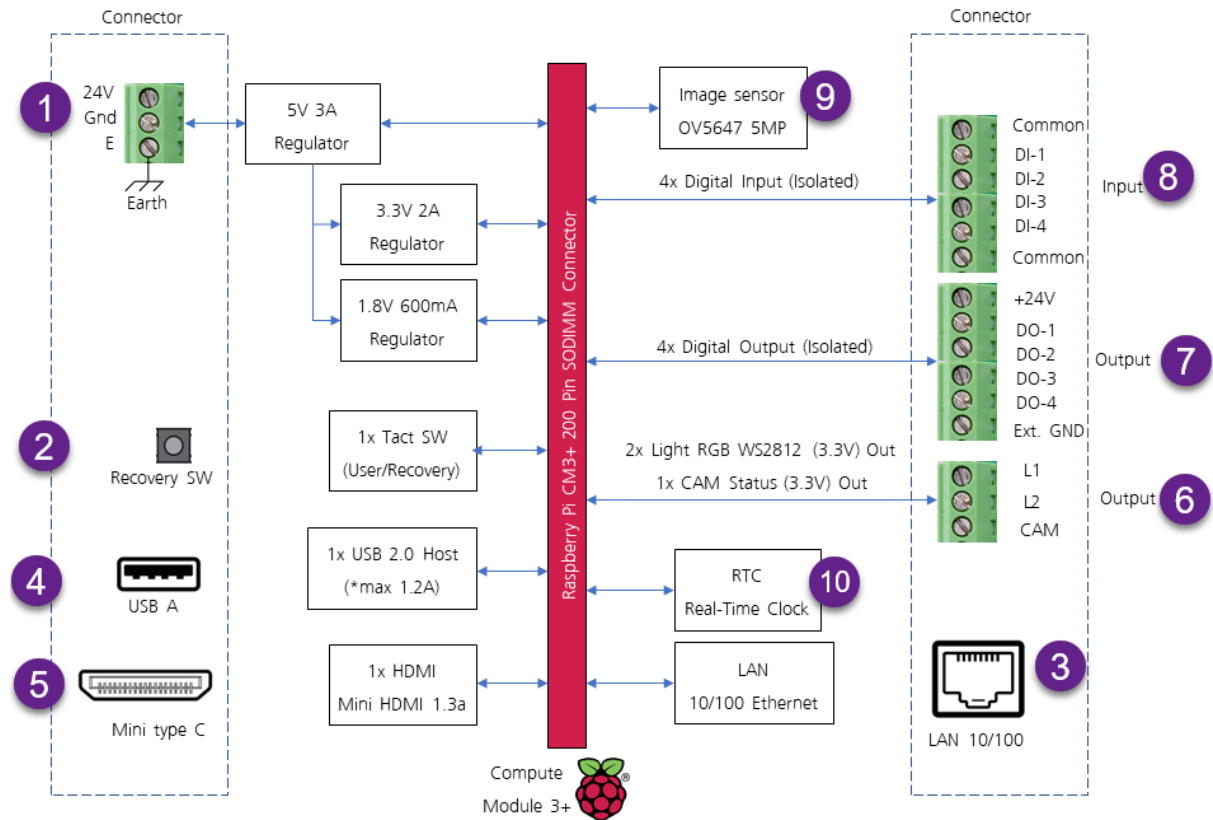 Connector
1
24V
Gnd
E
Earth
2
Recovery SW
4
USB A
5
Mini type C
5V 3A
Regulator
3.3V 2A
Regulator
1.8V 600mA
Regulator
1x Tact SW
(User/Recovery)
1x USB 2.0 Host
(*max 1.2A)
1x HDMI
Mini HDMI 1.3a
Raspberry Pi CM3+ 200 Pin SODIMM Connector
Compute
Module 3+
®
Image sensor
OV5647 5MP
9
4x Digital Input (Isolated)
4x Digital Output (Isolated)
2x Light RGB WS2812 (3.3V) Out
1x CAM Status (3.3V) Out
RTC
Real-Time Clock
10
LAN
10/100 Ethernet
Connector
Common
DI-1
DI-2
DI-3
DI-4
Common
Input
8
+24V
DO-1
DO-2
DO-3
DO-4
Ext. GND
Output
7
L1
L2
CAM
Output
6
3
LAN 10/100